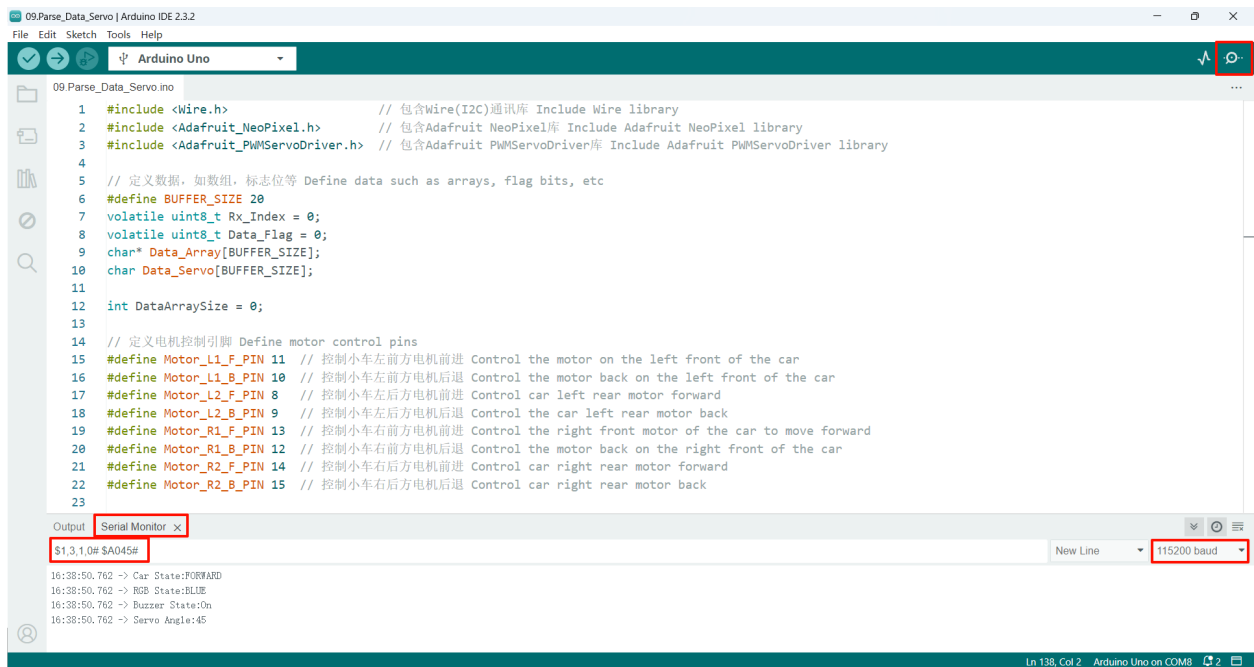 09.Parse_Data_Servo | Arduino IDE 2.3.2
File Edit Sketch Tools Help
Arduino Uno
09.Parse_Data_Servo.ino
1 #include <Wire.h> // 包含Wire(I2C)通讯库 Include Wire library
2 #include <Adafruit_NeoPixel.h> // 包含Adafruit NeoPixel库 Include Adafruit NeoPixel library
3 #include <Adafruit_PWMServoDriver.h> // 包含Adafruit PWMServoDriver库 Include Adafruit PWMServoDriver library
4
5 // 定义数据，如数组，标志位等 Define data such as arrays, flag bits, etc
6 #define BUFFER_SIZE 20
7 volatile uint8_t Rx_Index = 0;
8 volatile uint8_t Data_Flag = 0;
9 char* Data_Array[BUFFER_SIZE];
10 char Data_Servo[BUFFER_SIZE];
11
12 int DataArraySize = 0;
13
14 // 定义电机控制引脚 Define motor control pins
15 #define Motor_L1_F_PIN 11 // 控制小车左前方电机前进 Control the motor on the left front of the car
16 #define Motor_L1_B_PIN 10 // 控制小车左前方电机后退 Control the motor back on the left front of the car
17 #define Motor_L2_F_PIN 8 // 控制小车左后方电机前进 Control car left rear motor forward
18 #define Motor_L2_B_PIN 9 // 控制小车左后方电机后退 Control the car left rear motor back
19 #define Motor_R1_F_PIN 13 // 控制小车右前方电机前进 Control the right front motor of the car to move forward
20 #define Motor_R1_B_PIN 12 // 控制小车右前方电机后退 Control the motor back on the right front of the car
21 #define Motor_R2_F_PIN 14 // 控制小车右后方电机前进 Control car right rear motor forward
22 #define Motor_R2_B_PIN 15 // 控制小车右后方电机后退 Control car right rear motor back
23
Output Serial Monitor
$1,3,1,0# $A045# New Line 115200 baud
16:38:50.762 -> Car State:FORWARD
16:38:50.762 -> RGB State:BLUE
16:38:50.762 -> Buzzer State:On
16:38:50.762 -> Servo Angle:45
Ln 138, Col 2 Arduino Uno on COM8 2